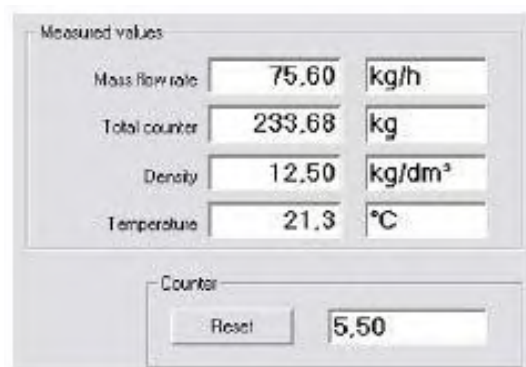 Measured values
Mass flow rate 75.60 kg/h
Total counter 233.68 kg
Density 12.50 kg/dm³
Temperature 21.3 °C
Counter
Reset 5.50